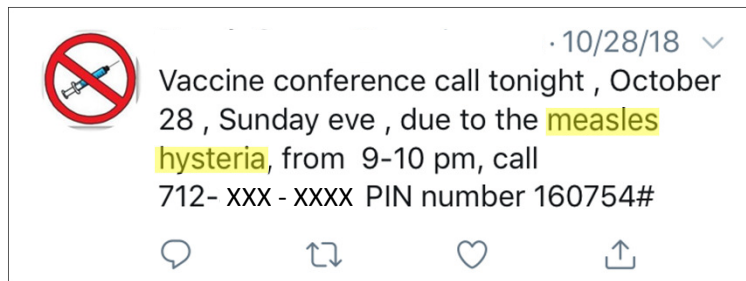 · 10/28/18
Vaccine conference call tonight , October
28 , Sunday eve , due to the measles
hysteria, from 9-10 pm, call
712- XXX - XXXX PIN number 160754#